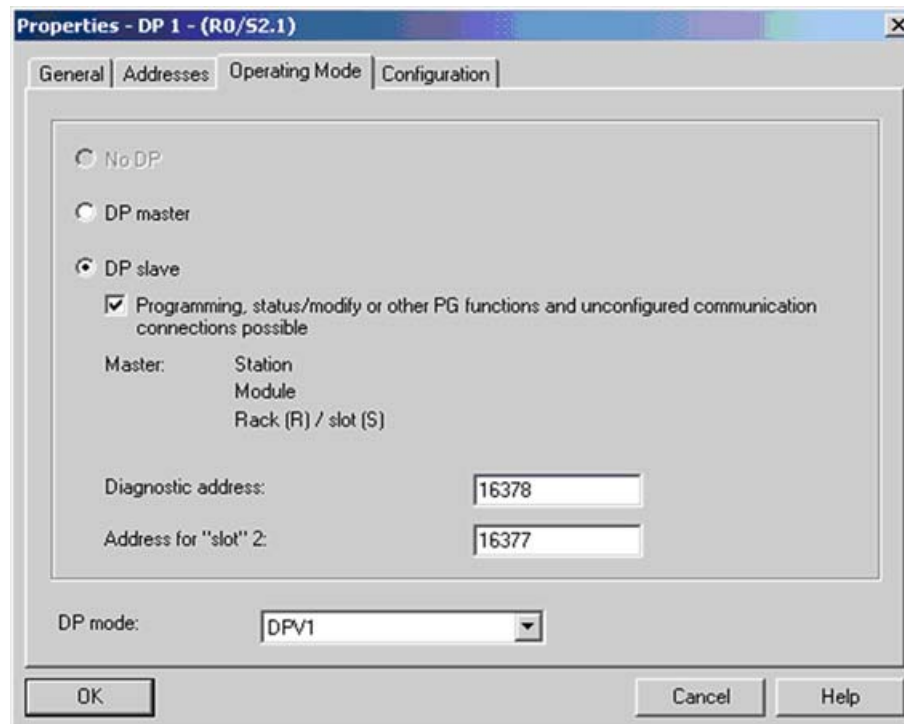 Properties - DP 1 - (R0/S2.1)
General Addresses Operating Mode Configuration
No DP
DP master
DP slave
Programming, status/modify or other PG functions and unconfigured communication
connections possible
Master: Station
Module
Rack (R) / slot (S)
Diagnostic address: 16378
Address for "slot" 2: 16377
DP mode: DPV1
OK Cancel Help